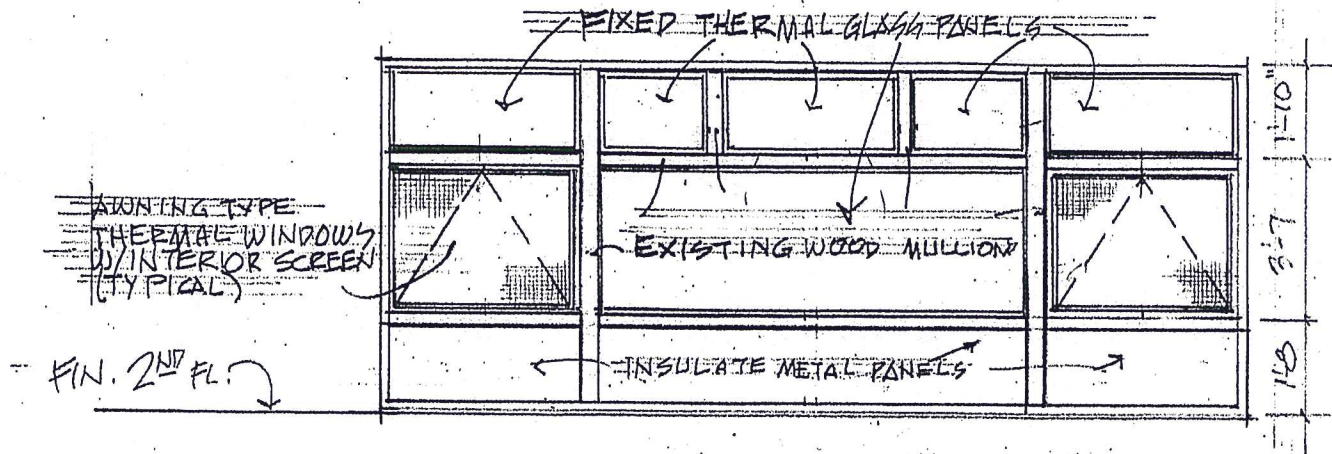 FIXED THERMAL GLASS PANELS
1'-10"
AWNING TYPE
THERMAL WINDOWS
W/INTERIOR SCREEN
(TYPICAL)
EXISTING WOOD MULLION
3'-7
INSULATE METAL PANELS
FIN. 2ND FL.
1'-8